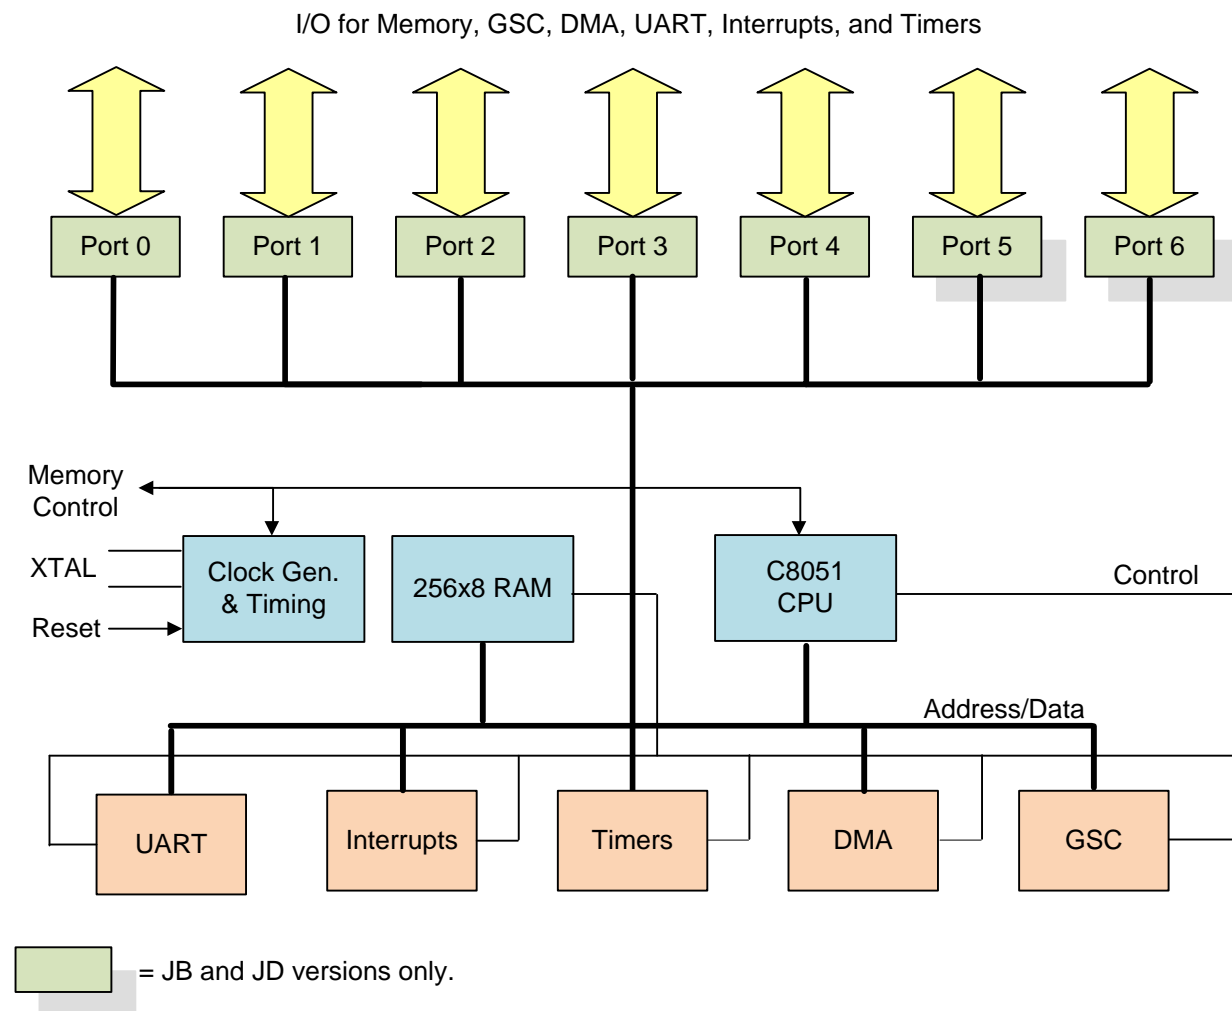 I/O for Memory, GSC, DMA, UART, Interrupts, and Timers
Port 0
Port 1
Port 2
Port 3
Port 4
Port 5
Port 6
Memory
Control
XTAL
Reset
Clock Gen.
& Timing
256x8 RAM
C8051
CPU
Control
Address/Data
UART
Interrupts
Timers
DMA
GSC
= JB and JD versions only.